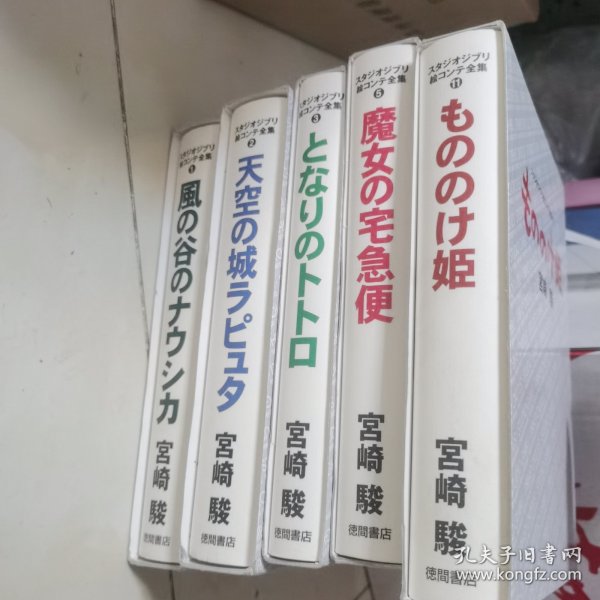 スタジオジブリ
絵コンテ全集
1
風の谷のナウシカ
宮崎駿
徳間書店
スタジオジブリ
絵コンテ全集
2
天空の城ラピュタ
宮崎駿
徳間書店
スタジオジブリ
絵コンテ全集
3
となりのトトロ
宮崎駿
徳間書店
スタジオジブリ
絵コンテ全集
5
魔女の宅急便
宮崎駿
徳間書店
スタジオジブリ
絵コンテ全集
11
もののけ姫
宮崎駿
徳間書店
孔夫子旧书网
www.kongfz.com